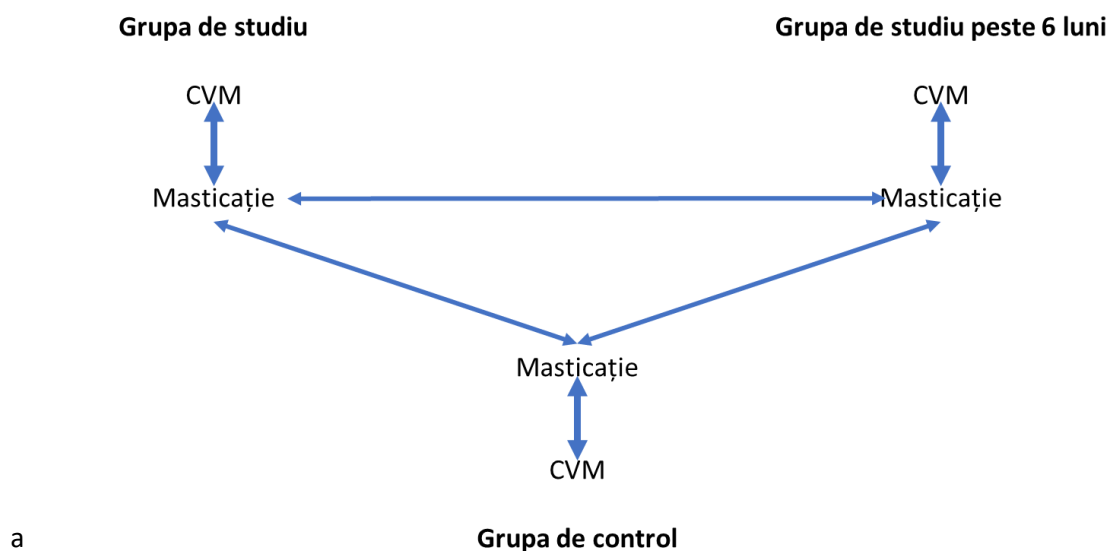 Grupa de studiu
Grupa de studiu peste 6 luni
CVM
CVM
Masticație
Masticație
Masticație
CVM
a
Grupa de control